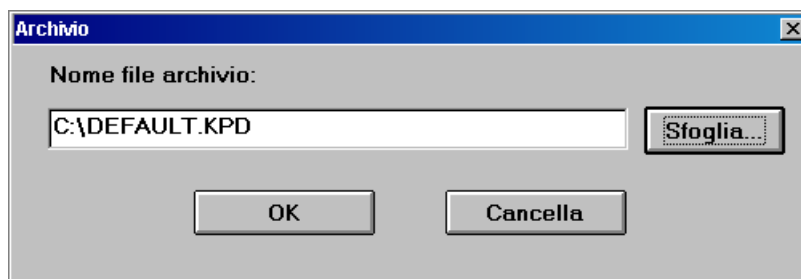 Archivio
Nome file archivio:
C:\DEFAULT.KPD
Sfoglia...
OK
Cancella